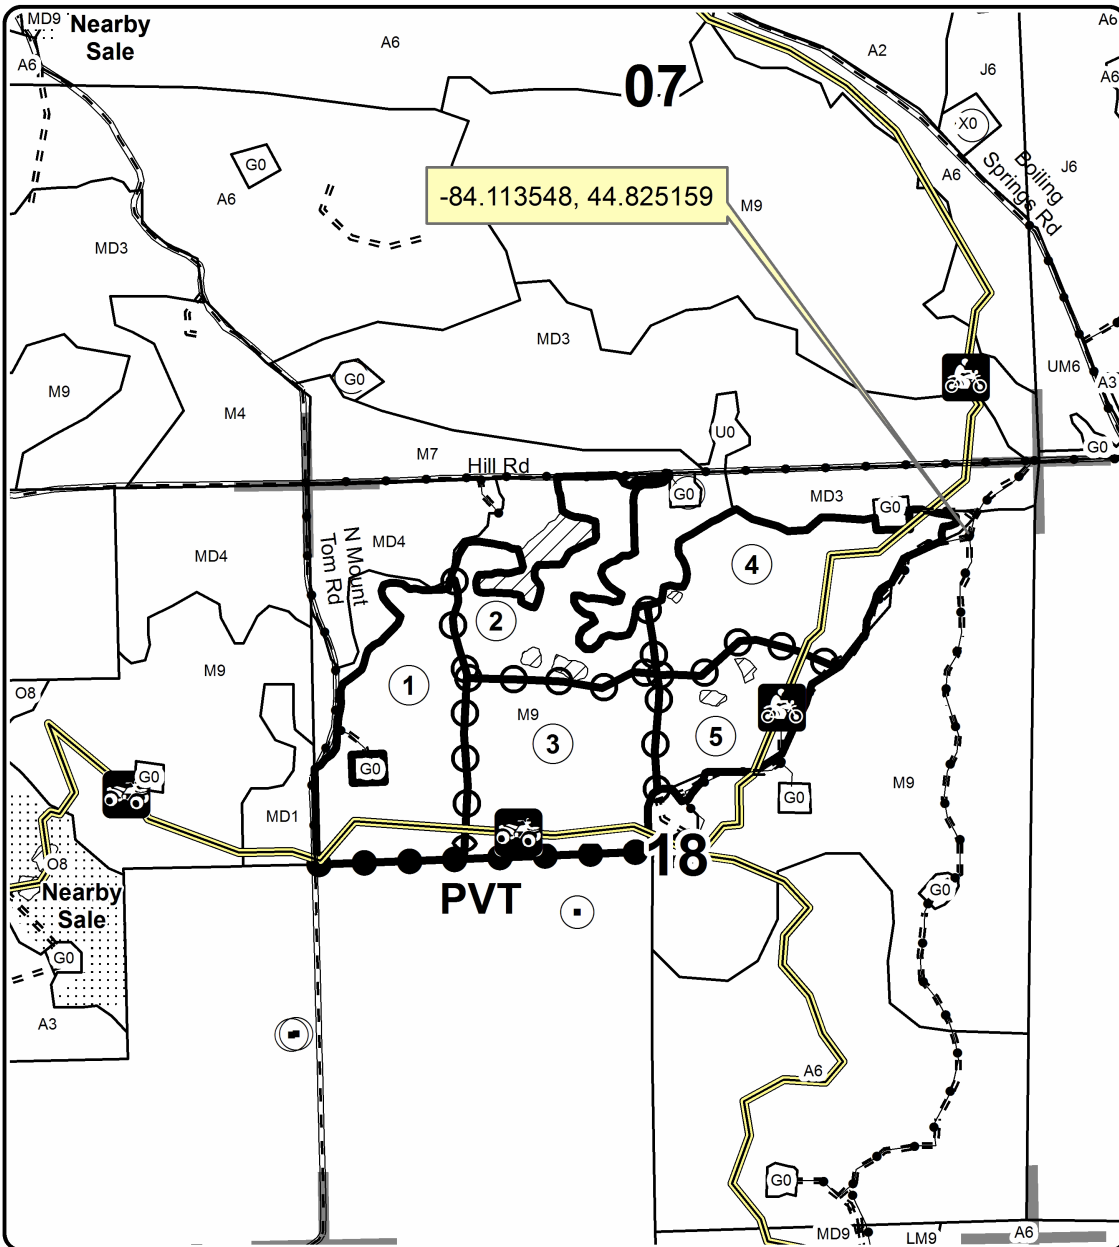 MD9
Nearby
Sale
A6
A6
07
A2
J6
A6
A6
X0
G0
A6
A6
Boiling
Springs Rd
J6
-84.113548, 44.825159
M9
MD3
MD3
UM6
M9
G0
A3
M4
U0
M7
G0
Hill Rd
G0
MD3
G0
MD4
MD4
N Mount
Tom Rd
4
2
M9
1
O8
M9
3
5
G0
G0
M9
G0
MD1
18
O8
Nearby
Sale
PVT
G0
G0
A3
A6
G0
MD9
LM9
A6